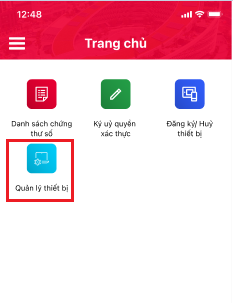 12:48
Trang chủ
Danh sách chứng
thư số
Ký uỷ quyền
xác thực
Đăng ký/ Huỷ
thiết bị
Quản lý thiết bị